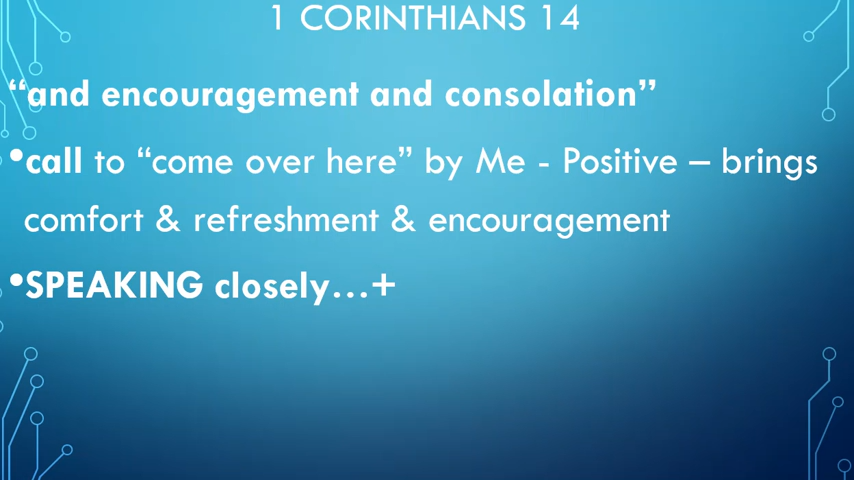 1 CORINTHIANS 14
“and encouragement and consolation”
•call to “come over here” by Me - Positive – brings
comfort & refreshment & encouragement
•SPEAKING closely…+